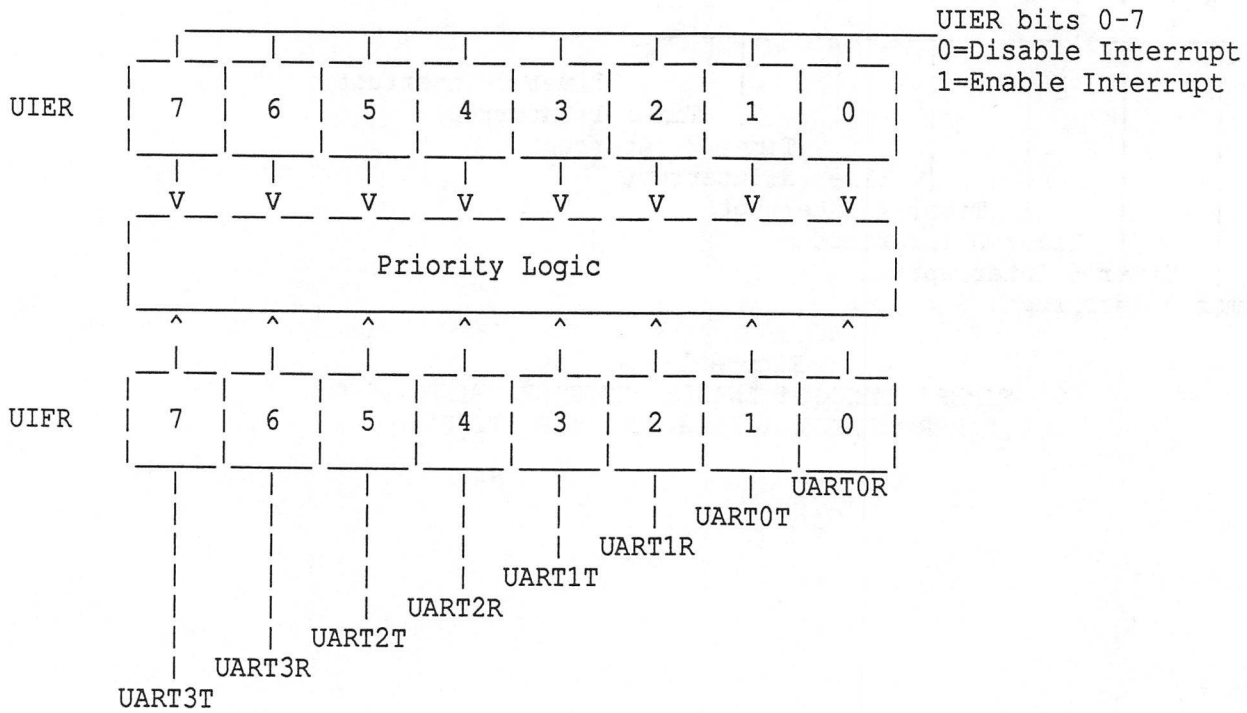 UIER bits 0-7
0=Disable Interrupt
1=Enable Interrupt
UIER 7 6 5 4 3 2 1 0
V V V V V V V V
Priority Logic
^ ^ ^ ^ ^ ^ ^ ^
UIFR 7 6 5 4 3 2 1 0
UART0R
UART0T
UART1R
UART1T
UART2R
UART2T
UART3R
UART3T